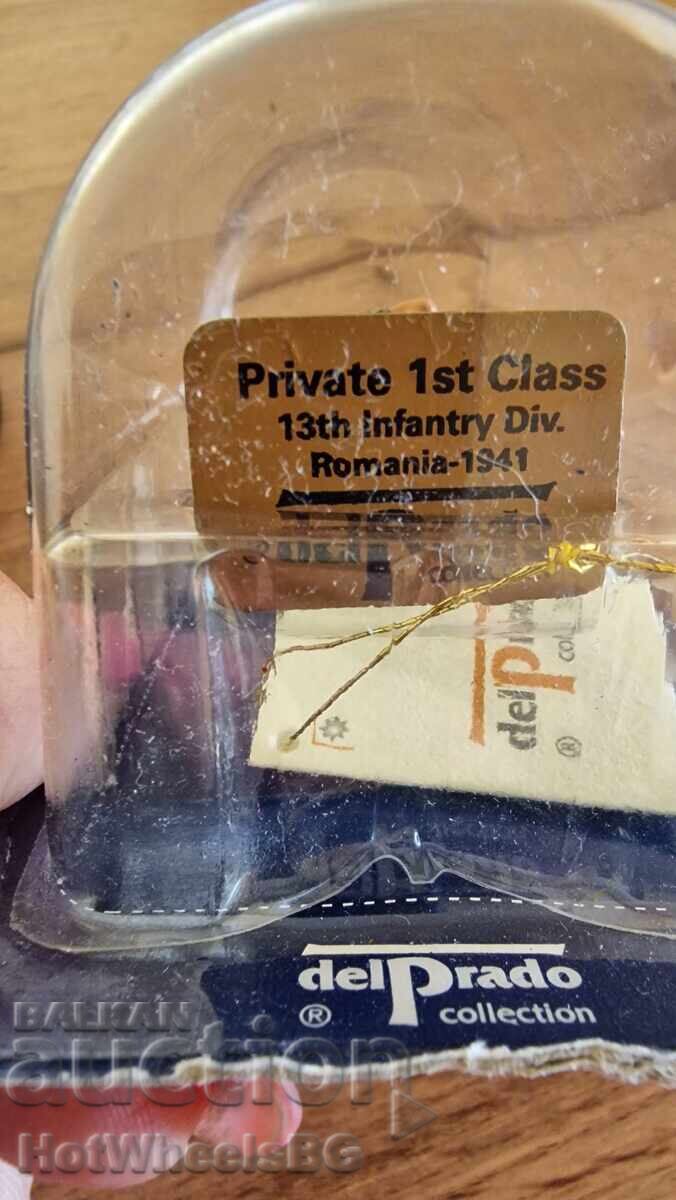 Private 1st Class
13th Infantry Div.
Romania-1941
delPrado
®
delPrado
® collection
BALKAN
auction
HotWheelsBG